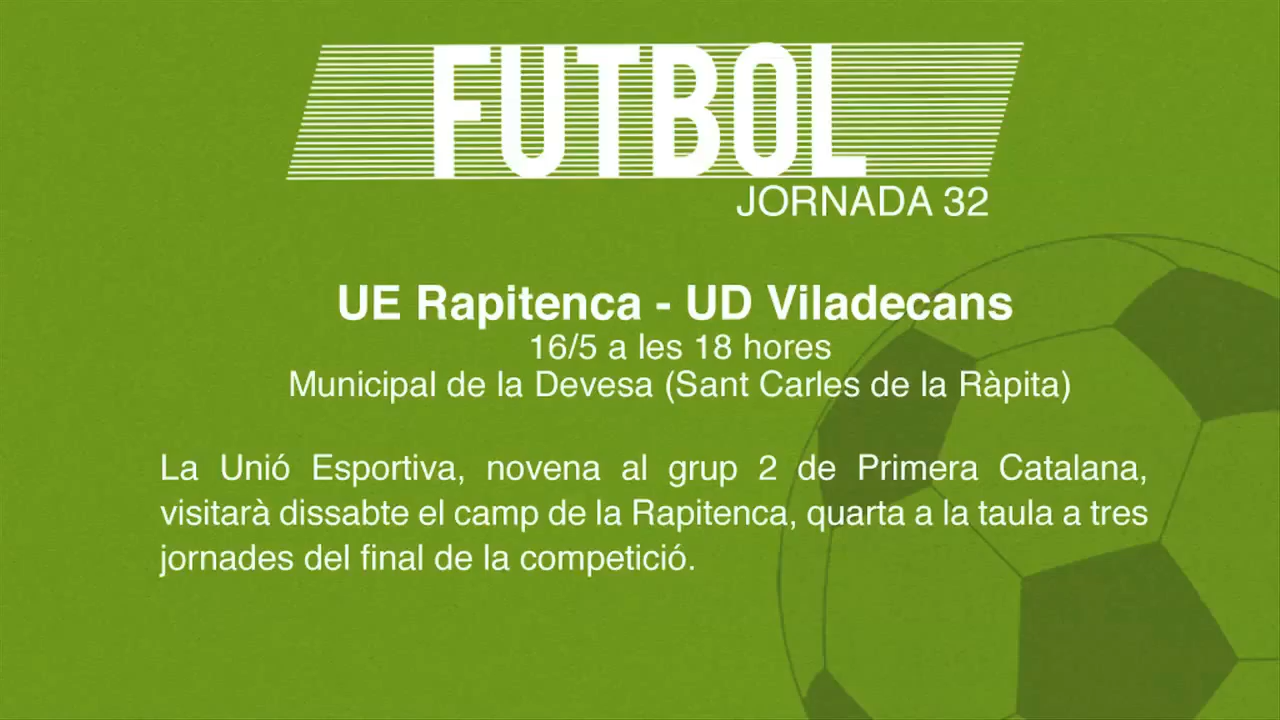 FUTBOL
JORNADA 32
UE Rapitenca - UD Viladecans
16/5 a les 18 hores
Municipal de la Devesa (Sant Carles de la Ràpita)
La Unió Esportiva, novena al grup 2 de Primera Catalana,
visitarà dissabte el camp de la Rapitenca, quarta a la taula a tres
jornades del final de la competició.